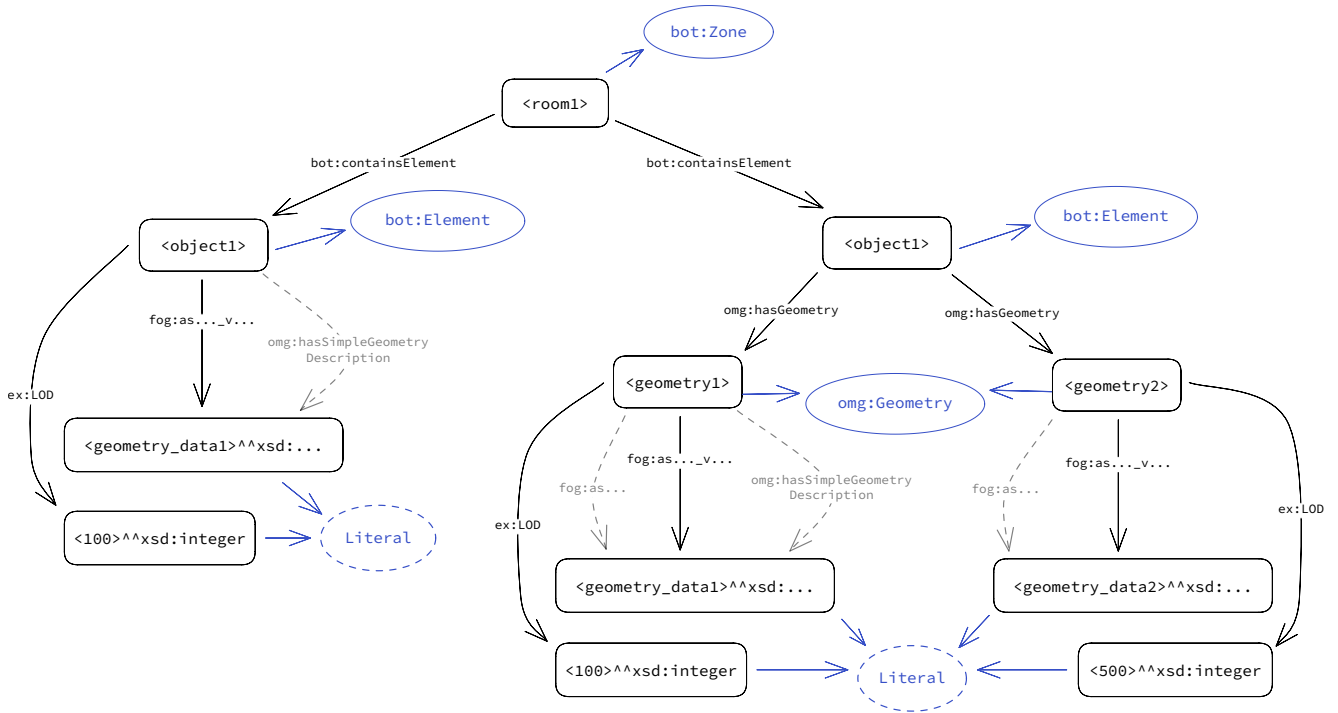 bot:Zone
<room1>
bot:containsElement
bot:containsElement
bot:Element
bot:Element
<object1>
<object1>
omg:hasGeometry
omg:hasGeometry
fog:as..._v...
omg:hasSimpleGeometry
Description
ex:LOD
<geometry1>
<geometry2>
omg:Geometry
<geometry_data1>^^xsd:...
fog:as..._v...
fog:as..._v...
fog:as...
omg:hasSimpleGeometry
Description
fog:as...
ex:LOD
ex:LOD
<100>^^xsd:integer
Literal
<geometry_data1>^^xsd:...
<geometry_data2>^^xsd:...
<100>^^xsd:integer
Literal
<500>^^xsd:integer